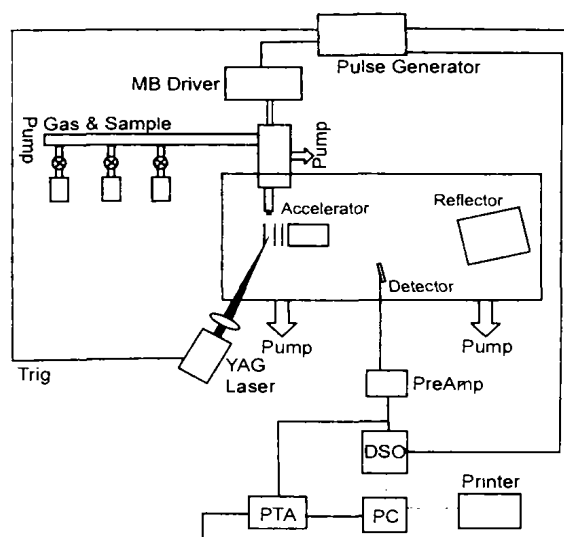 Pulse Generator
MB Driver
Gas & Sample
Pump
Pump
Accelerator
Reflector
Detector
Pump
Pump
YAG
Laser
Trig
PreAmp
DSO
Printer
PTA
PC